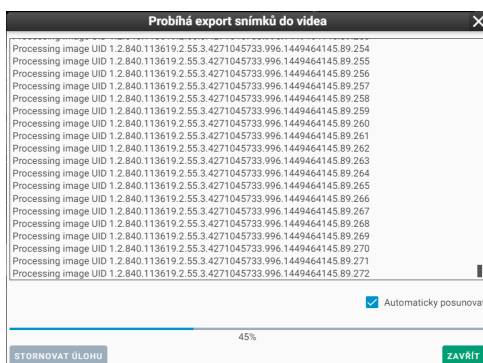 Probíhá export snímků do videa
Processing image UID 1.2.840.113619.2.55.3.4271045733.996.1449464145.89.254
Processing image UID 1.2.840.113619.2.55.3.4271045733.996.1449464145.89.255
Processing image UID 1.2.840.113619.2.55.3.4271045733.996.1449464145.89.256
Processing image UID 1.2.840.113619.2.55.3.4271045733.996.1449464145.89.257
Processing image UID 1.2.840.113619.2.55.3.4271045733.996.1449464145.89.258
Processing image UID 1.2.840.113619.2.55.3.4271045733.996.1449464145.89.259
Processing image UID 1.2.840.113619.2.55.3.4271045733.996.1449464145.89.260
Processing image UID 1.2.840.113619.2.55.3.4271045733.996.1449464145.89.261
Processing image UID 1.2.840.113619.2.55.3.4271045733.996.1449464145.89.262
Processing image UID 1.2.840.113619.2.55.3.4271045733.996.1449464145.89.263
Processing image UID 1.2.840.113619.2.55.3.4271045733.996.1449464145.89.264
Processing image UID 1.2.840.113619.2.55.3.4271045733.996.1449464145.89.265
Processing image UID 1.2.840.113619.2.55.3.4271045733.996.1449464145.89.266
Processing image UID 1.2.840.113619.2.55.3.4271045733.996.1449464145.89.267
Processing image UID 1.2.840.113619.2.55.3.4271045733.996.1449464145.89.268
Processing image UID 1.2.840.113619.2.55.3.4271045733.996.1449464145.89.269
Processing image UID 1.2.840.113619.2.55.3.4271045733.996.1449464145.89.270
Processing image UID 1.2.840.113619.2.55.3.4271045733.996.1449464145.89.271
Processing image UID 1.2.840.113619.2.55.3.4271045733.996.1449464145.89.272
Automaticky posunovat
45%
STORNOVAT ÚLOHU
ZAVŘÍT